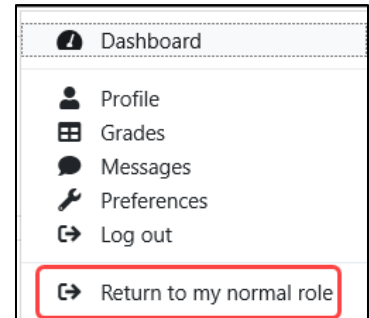 Dashboard
Profile
Grades
Messages
Preferences
Log out
Return to my normal role